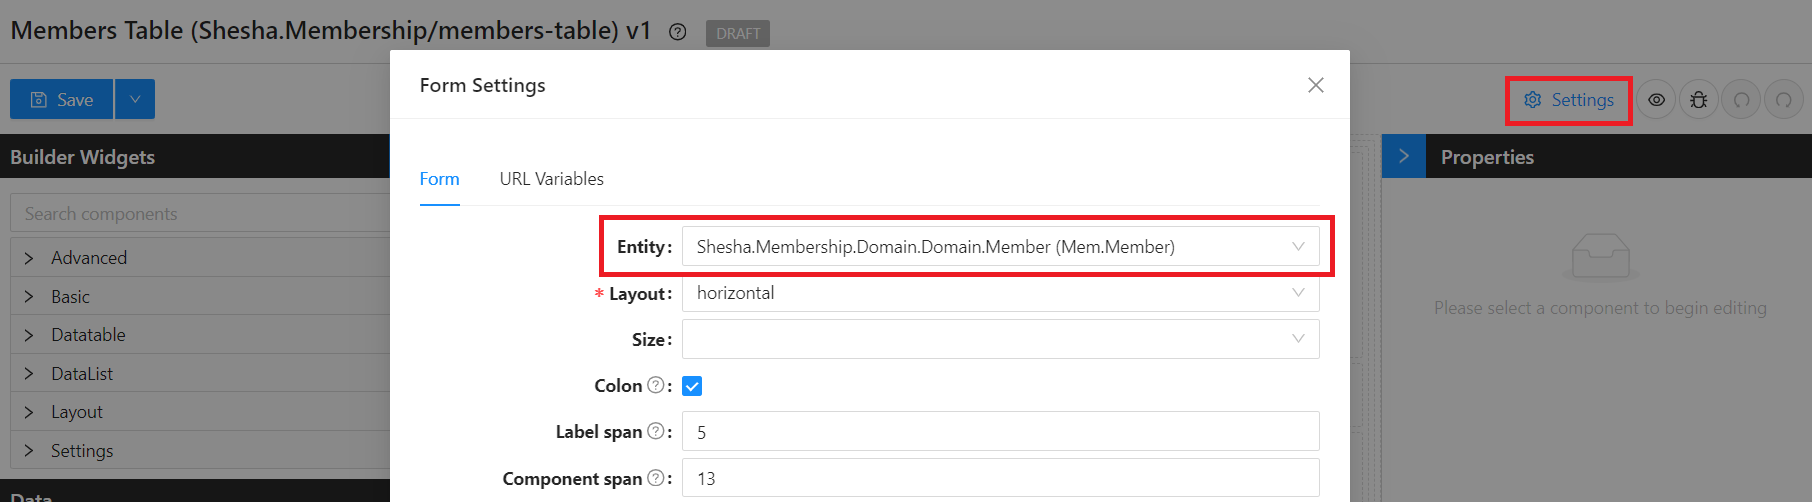 Members Table (Shesha.Membership/members-table) v1 ? DRAFT
Save
Settings
Form Settings
Builder Widgets
Properties
Search components
Advanced
Basic
Datatable
DataList
Layout
Settings
Data
Form URL Variables
Entity: Shesha.Membership.Domain.Domain.Member (Mem.Member)
* Layout: horizontal
Size:
Colon ? :
Label span ? : 5
Component span ? : 13
Please select a component to begin editing